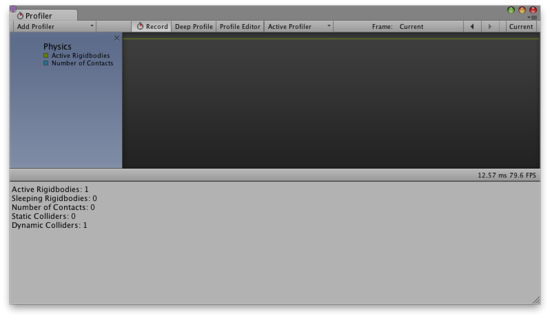 Profiler
Add Profiler
Record Deep Profile Profile Editor Active Profiler Frame: Current Current
Physics
Active Rigidbodies
Number of Contacts
12.57 ms 79.6 FPS
Active Rigidbodies: 1
Sleeping Rigidbodies: 0
Number of Contacts: 0
Static Colliders: 0
Dynamic Colliders: 1